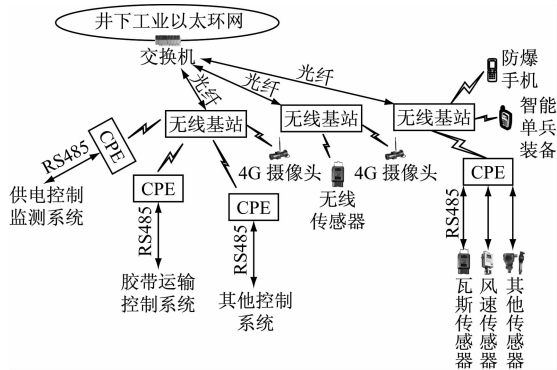 井下工业以太环网
交换机
光纤
光纤
光纤
防爆
手机
智能
单兵
装备
无线基站
无线基站
无线基站
RS485
CPE
供电控制
监测系统
CPE
RS485
胶带运输
控制系统
CPE
RS485
其他控制
系统
4G摄像头
无线
传感器
4G摄像头
CPE
RS485
瓦斯传感器
风速传感器
其他传感器